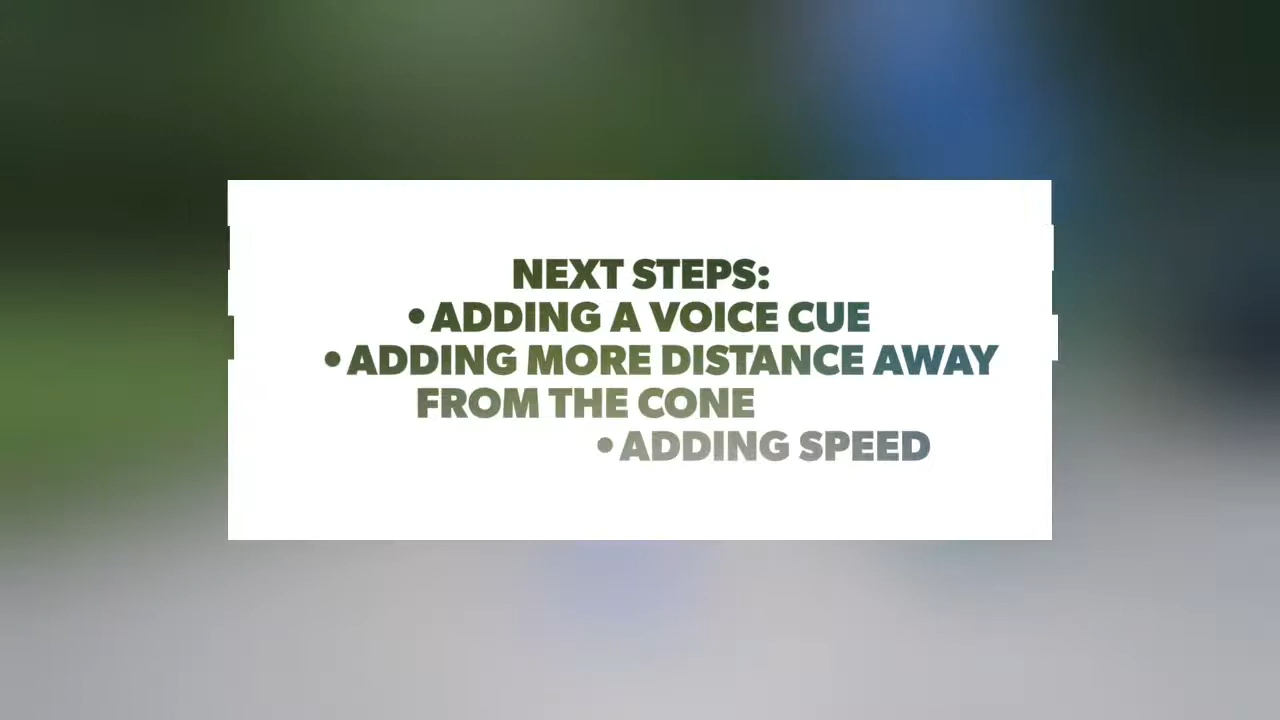 NEXT STEPS:
•ADDING A VOICE CUE
•ADDING MORE DISTANCE AWAY
FROM THE CONE
•ADDING SPEED